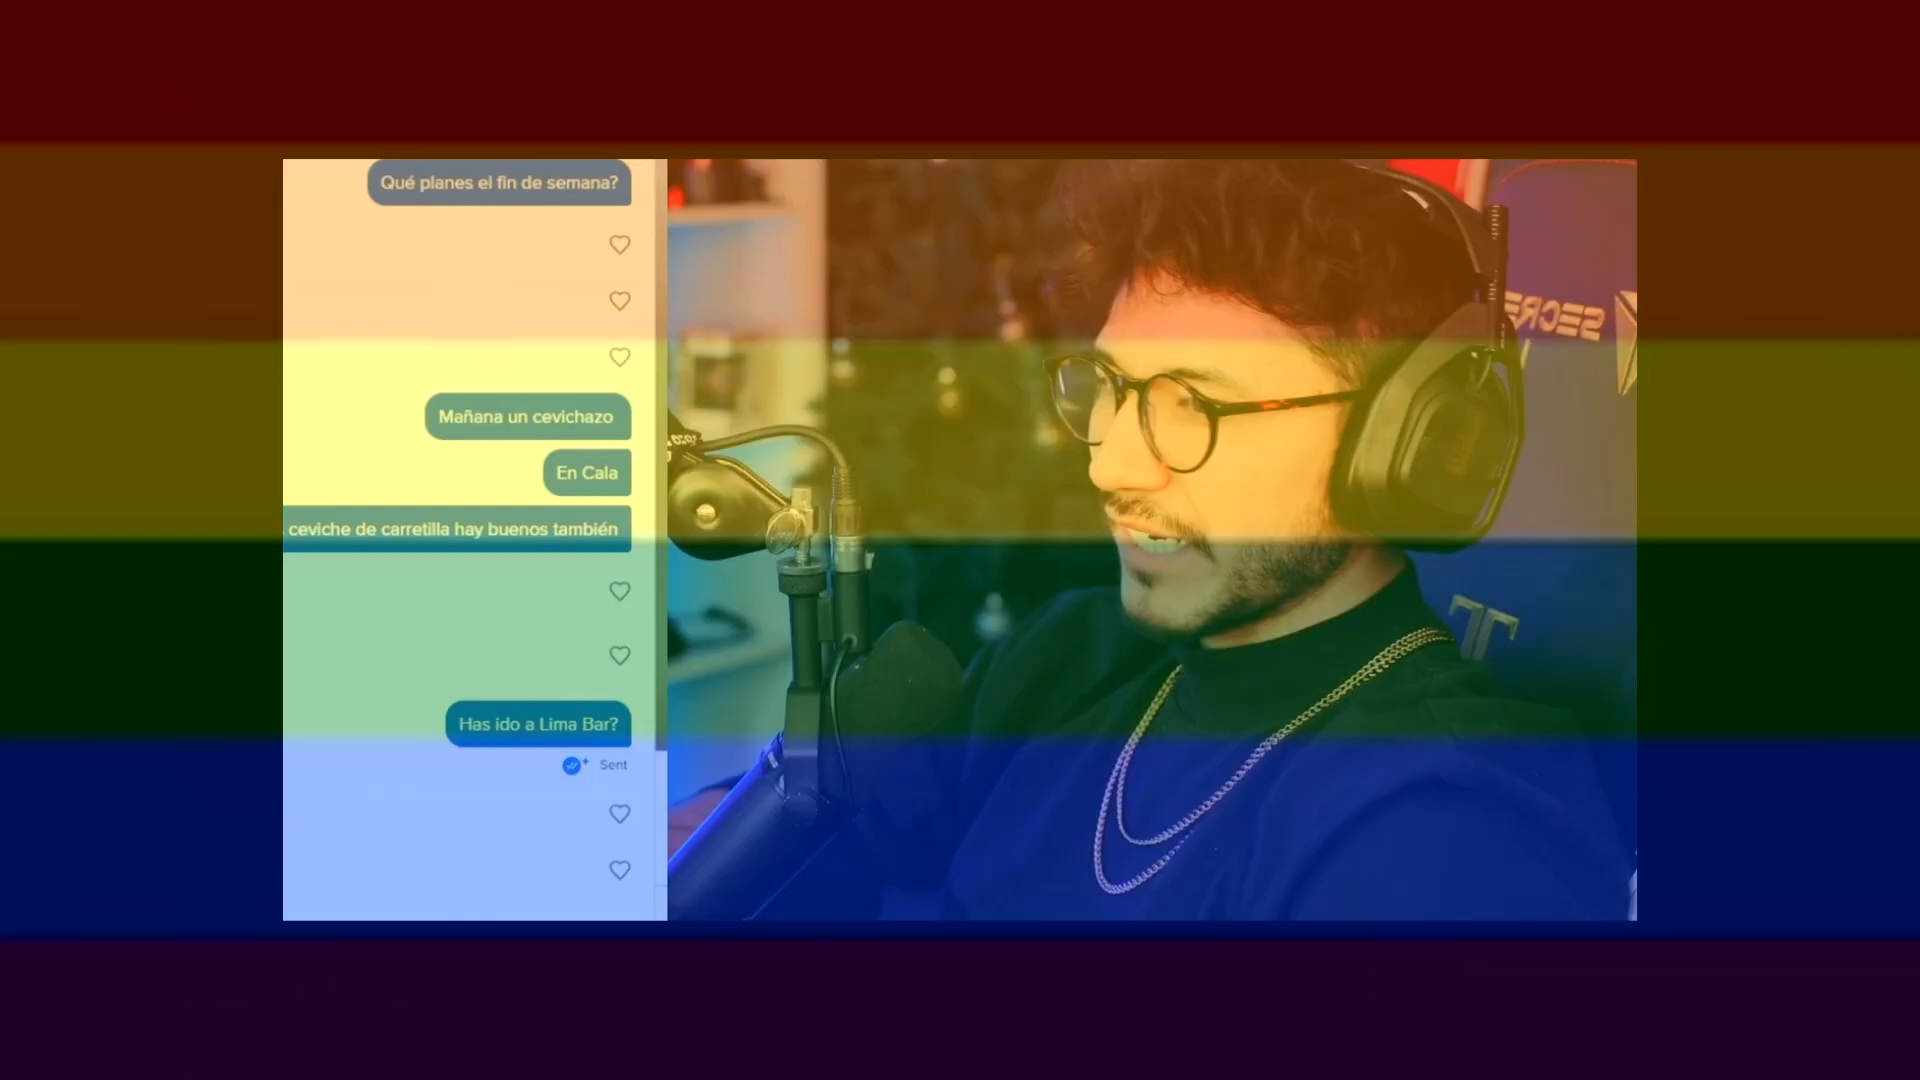 Qué planes el fin de semana?
Mañana un cevichazo
En Cala
ceviche de carretilla hay buenos también
Has ido a Lima Bar?
Sent
SECRE